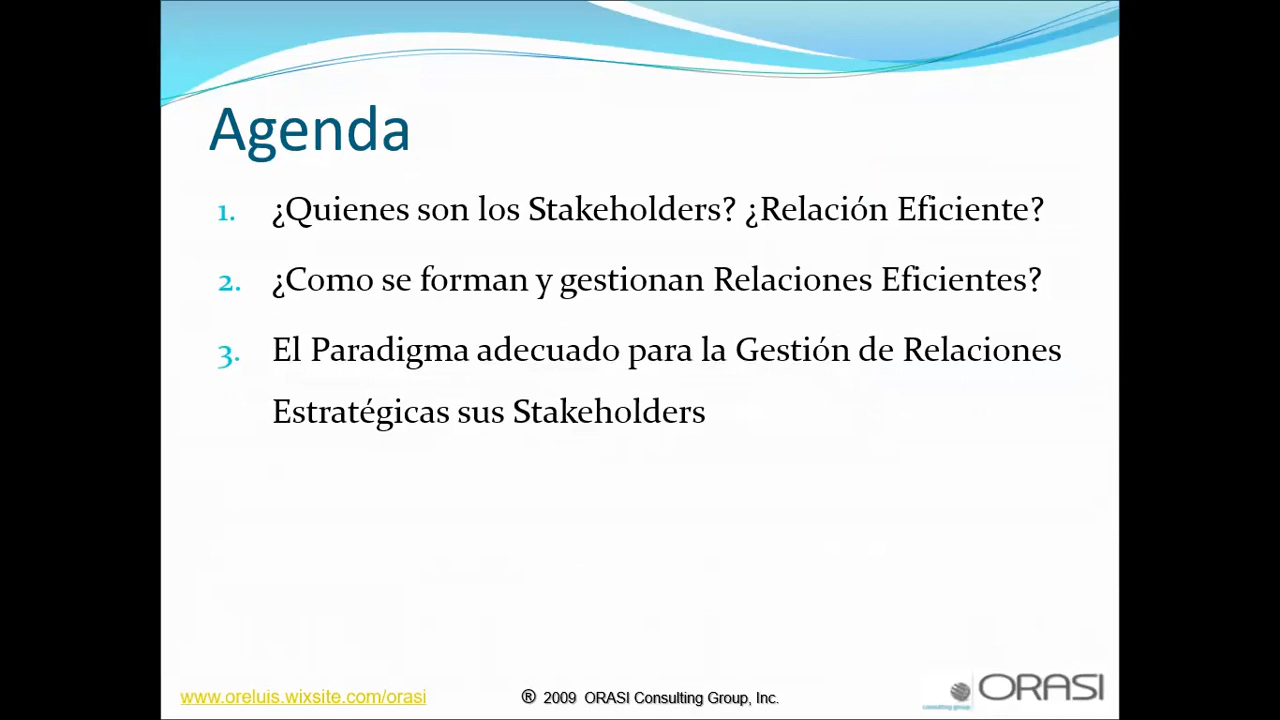 Agenda
1. ¿Quienes son los Stakeholders? ¿Relación Eficiente?
2. ¿Como se forman y gestionan Relaciones Eficientes?
3. El Paradigma adecuado para la Gestión de Relaciones
Estratégicas sus Stakeholders
www.oreluis.wixsite.com/orasi
® 2009 ORASI Consulting Group, Inc.
ORASI
consulting group